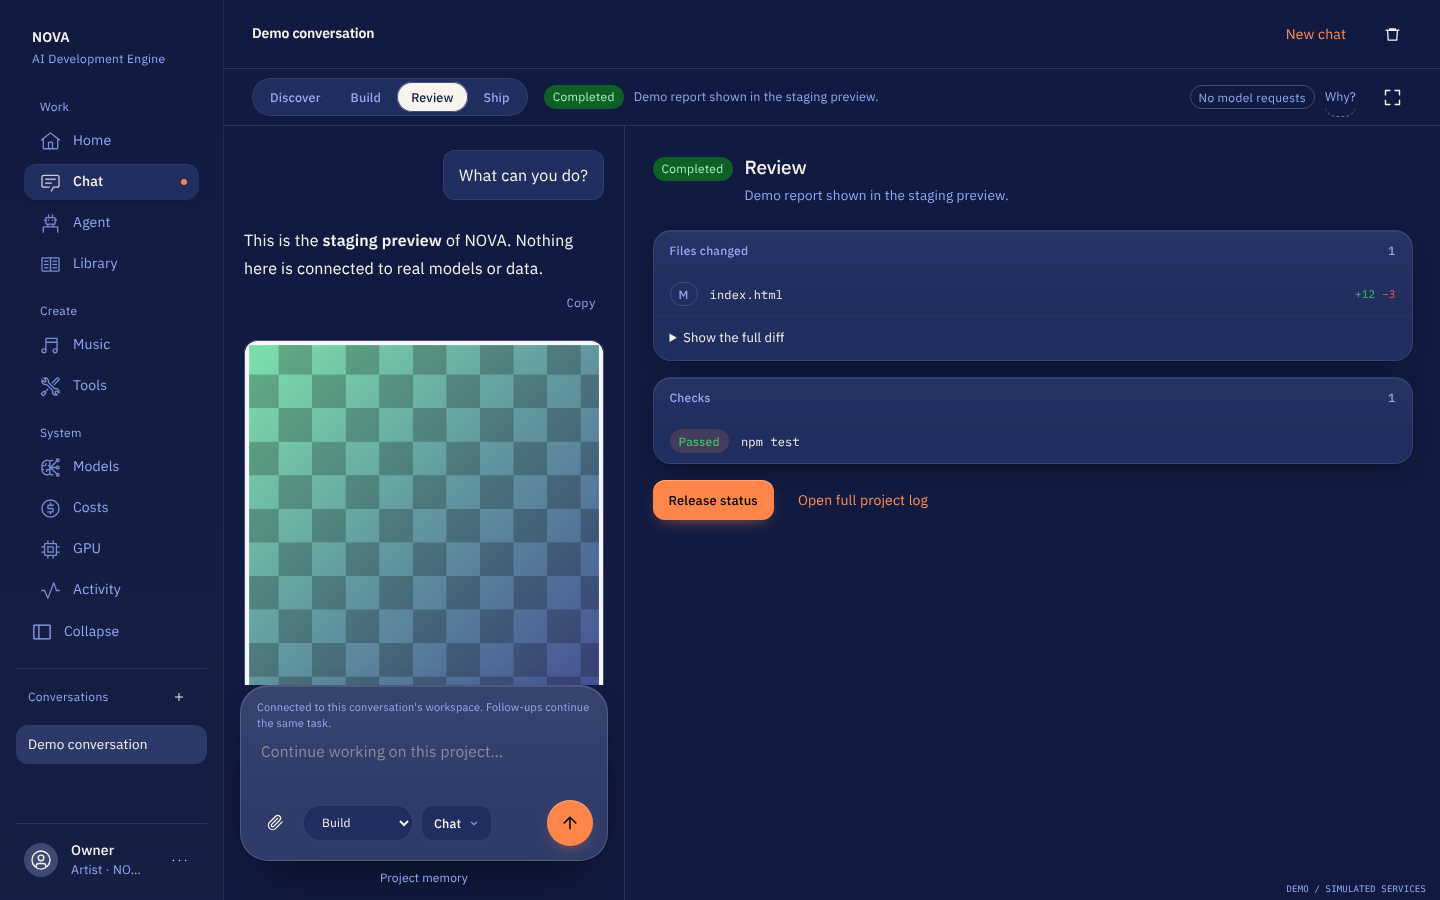 NOVA
AI Development Engine
Work
Home
Chat
Agent
Library
Create
Music
Tools
System
Models
Costs
GPU
Activity
Collapse
Conversations +
Demo conversation
Owner
Artist · NO...
Demo conversation
New chat
Discover Build Review Ship
Completed Demo report shown in the staging preview.
No model requests Why?
What can you do?
This is the staging preview of NOVA. Nothing
here is connected to real models or data.
Copy
Connected to this conversation's workspace. Follow-ups continue
the same task.
Continue working on this project...
Build Chat
Project memory
Completed Review
Demo report shown in the staging preview.
Files changed 1
M index.html +12 −3
Show the full diff
Checks 1
Passed npm test
Release status Open full project log
DEMO / SIMULATED SERVICES